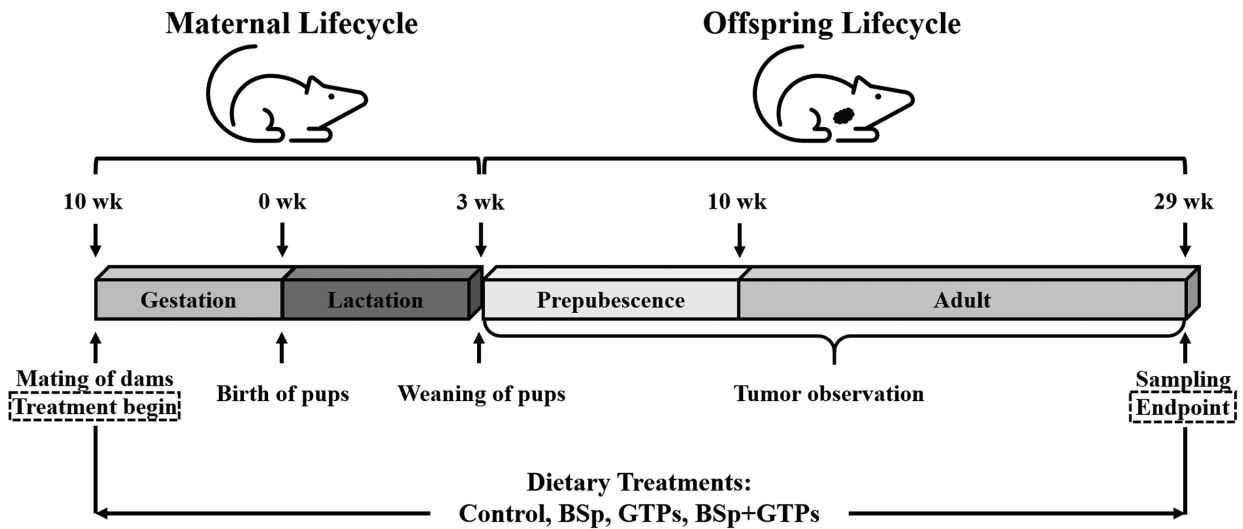 Maternal Lifecycle
Offspring Lifecycle
10 wk
0 wk
3 wk
10 wk
29 wk
Gestation
Lactation
Prepubescence
Adult
Mating of dams
Treatment begin
Birth of pups
Weaning of pups
Tumor observation
Sampling
Endpoint
Dietary Treatments:
Control, BSp, GTPs, BSp+GTPs